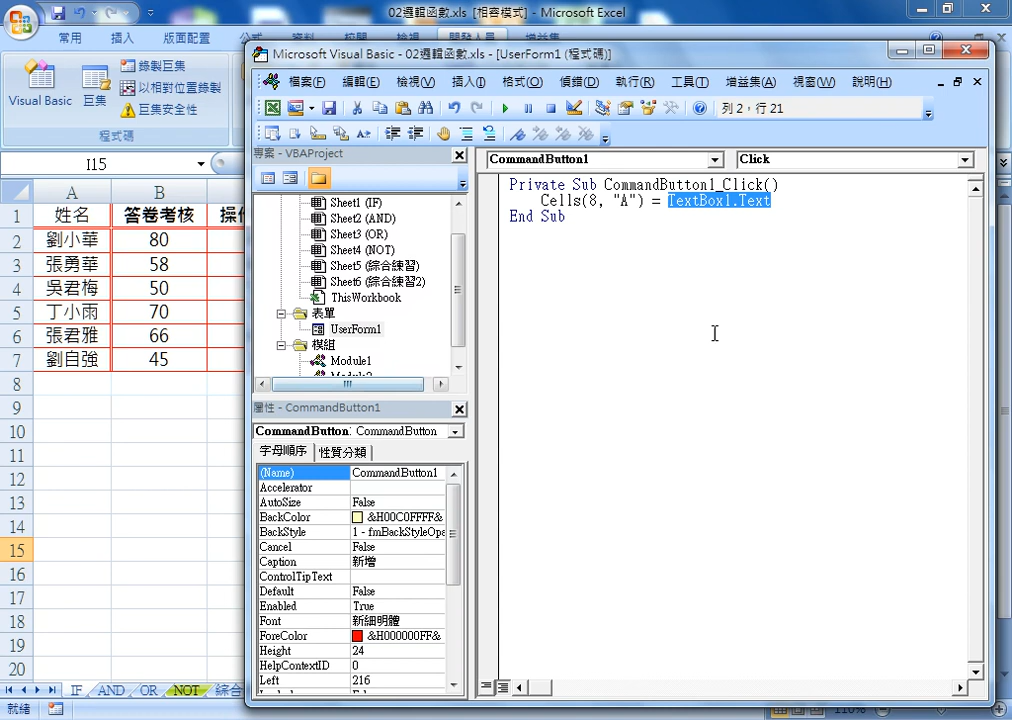 02邏輯函數.xls [相容模式] - Microsoft Excel
常用 插入 版面配置
Visual Basic 巨集 錄製巨集
以相對位置錄製
巨集安全性
程式碼
I15
A B
1 姓名 答卷考核 操作
2 劉小華 80
3 張勇華 58
4 吳君梅 50
5 丁小雨 70
6 張君雅 66
7 劉自強 45
8
9
10
11
12
13
14
15
16
17
18
19
20
IF AND OR NOT 綜合
就緒
110%
Microsoft Visual Basic - 02邏輯函數.xls - [UserForm1 (程式碼)]
檔案(F) 編輯(E) 檢視(V) 插入(I) 格式(O) 偵錯(D) 執行(R) 工具(T) 增益集(A) 視窗(W) 說明(H)
列 2，行 21
專案 - VBAProject
Sheet1 (IF)
Sheet2 (AND)
Sheet3 (OR)
Sheet4 (NOT)
Sheet5 (綜合練習)
Sheet6 (綜合練習2)
ThisWorkbook
表單
UserForm1
模組
Module1
屬性 - CommandButton1
CommandButton1 CommandButton
字母順序 性質分類
(Name) CommandButton1
Accelerator
AutoSize False
BackColor &H00C0FFFF&
BackStyle 1 - fmBackStyleOpa
Cancel False
Caption 新增
ControlTipText
Default False
Enabled True
Font 新細明體
ForeColor &H000000FF&
Height 24
HelpContextID 0
Left 216
CommandButton1 Click
Private Sub CommandButton1_Click()
Cells(8, "A") = TextBox1.Text
End Sub